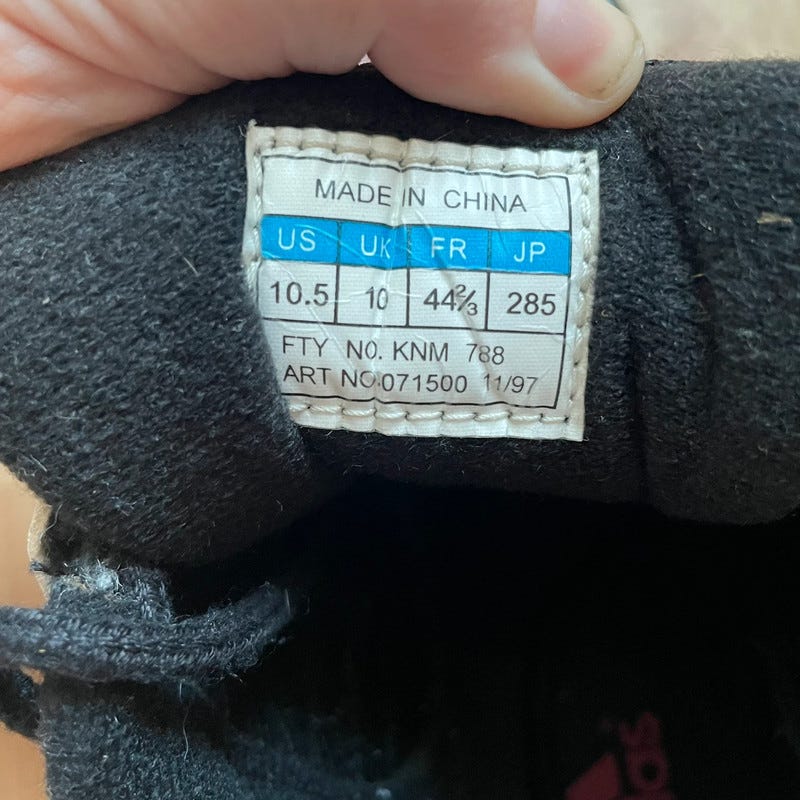 MADE IN CHINA
US UK FR JP
10.5 10 44⅔ 285
FTY NO. KNM 788
ART NO:071500 11/97